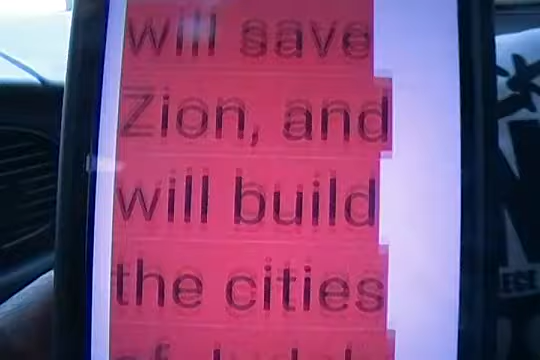 will save
Zion, and
will build
the cities